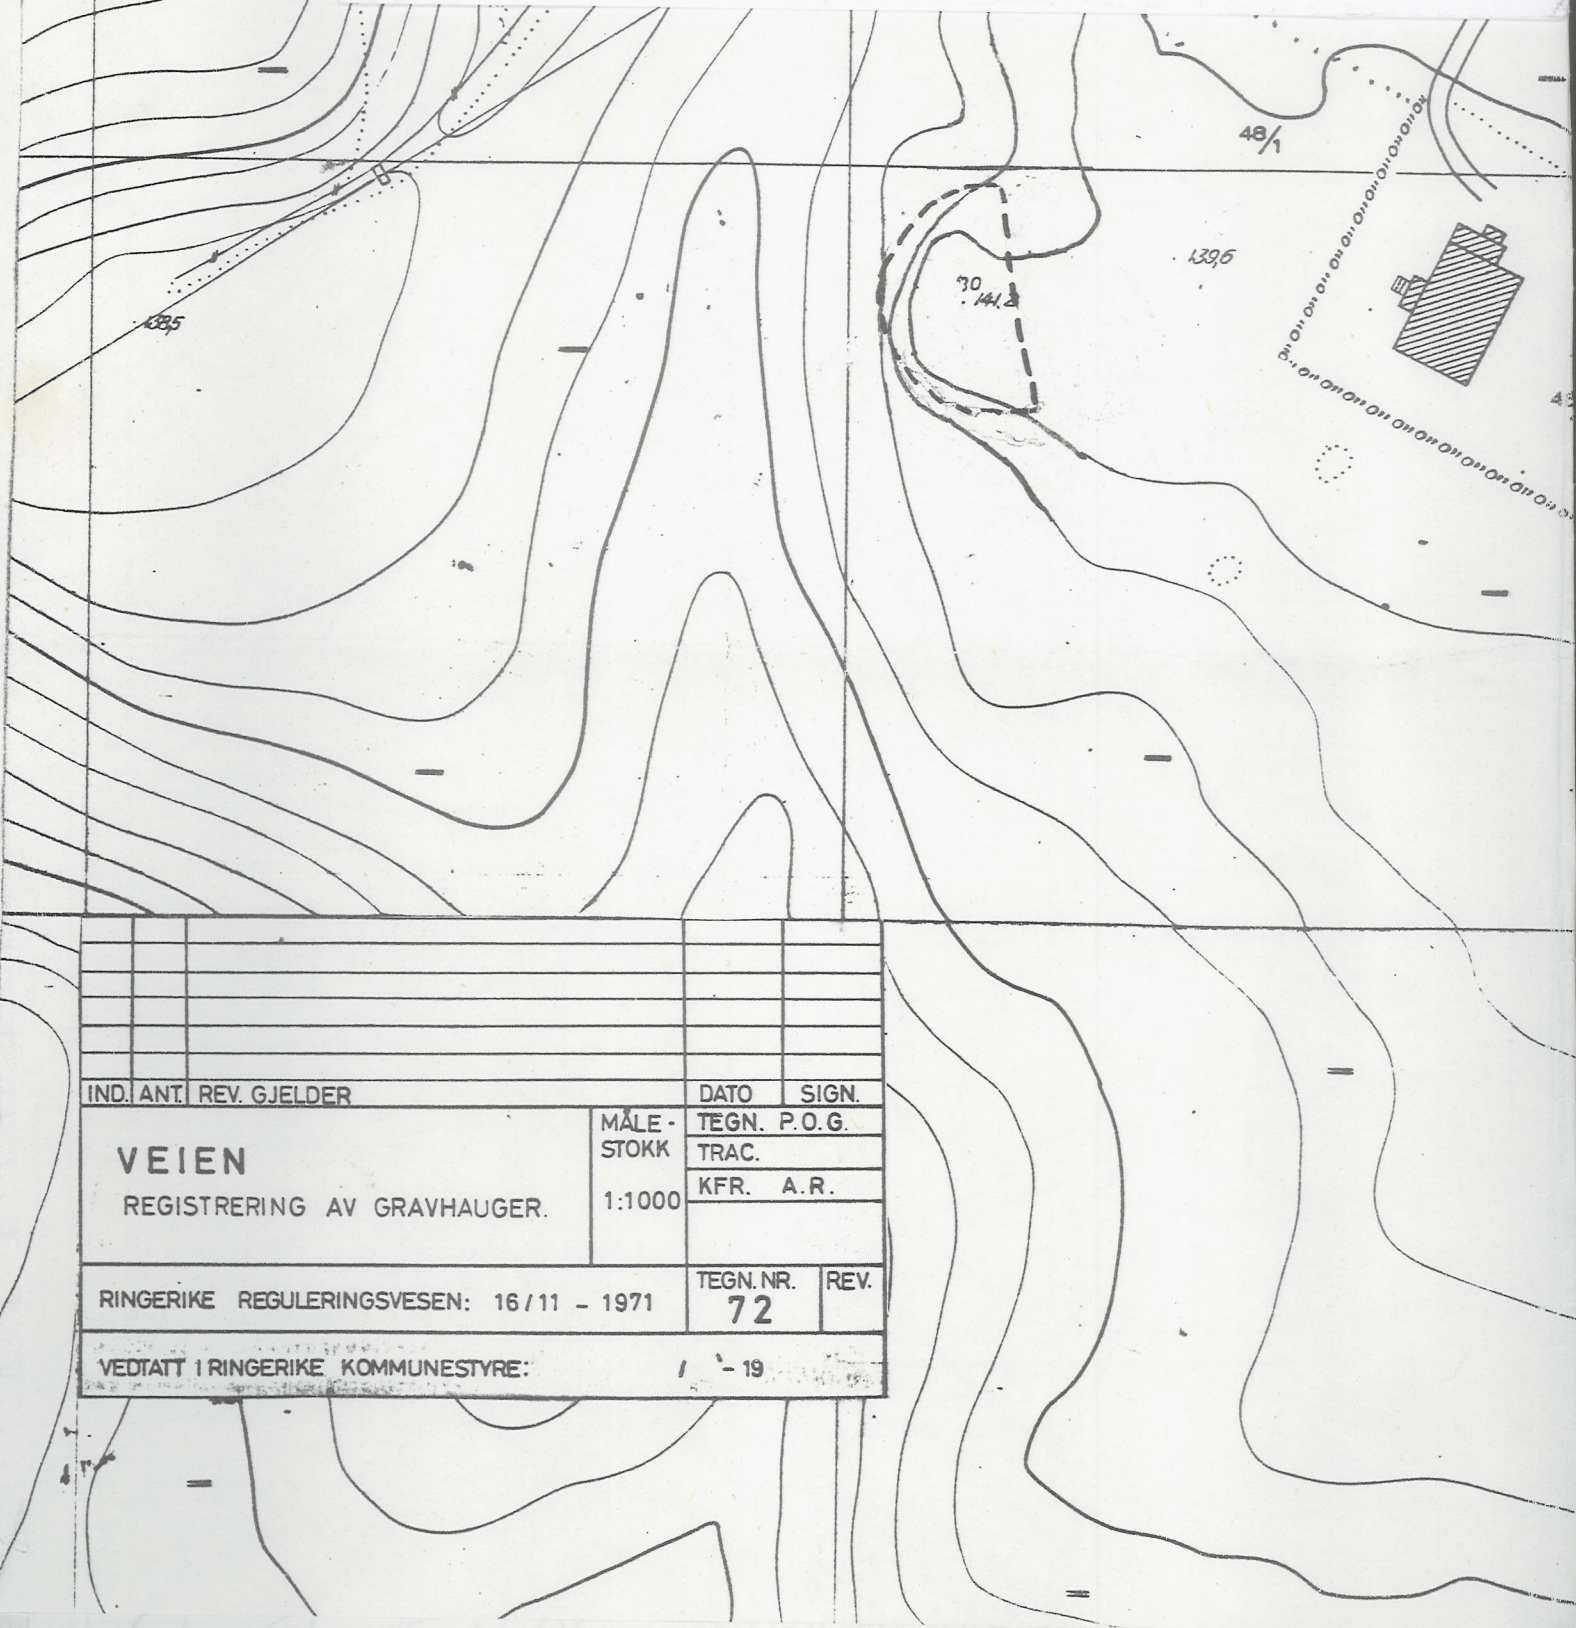 48/1
139,6
30
141,2
138,5
IND. ANT. REV. GJELDER DATO SIGN.
VEIEN
REGISTRERING AV GRAVHAUGER.
MÅLE-
STOKK
1:1000
TEGN. P.O.G.
TRAC.
KFR. A.R.
RINGERIKE REGULERINGSVESEN: 16/11 - 1971
TEGN. NR.
72
REV.
VEDTATT I RINGERIKE KOMMUNESTYRE: / - 19